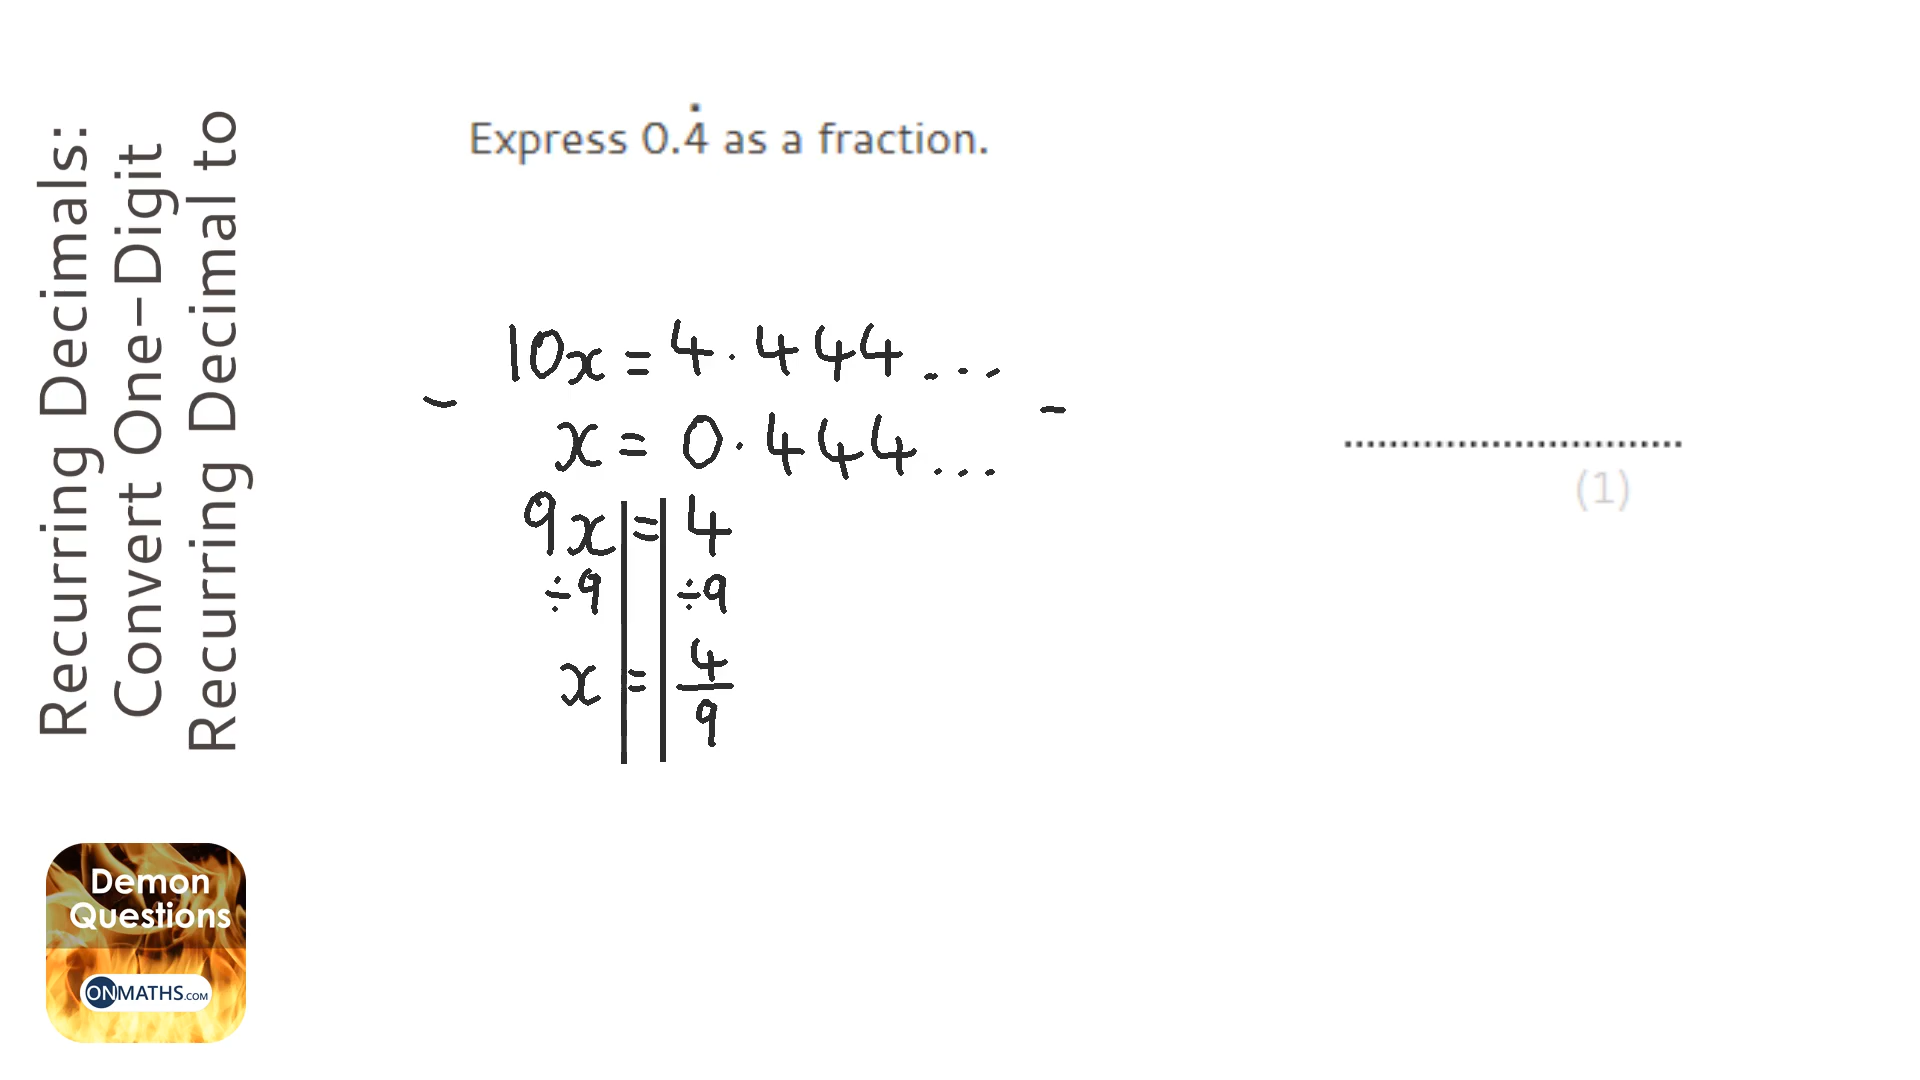 Recurring Decimals:
Convert One-Digit
Recurring Decimal to
Express 0.4̇ as a fraction.
10x = 4.444...
- x = 0.444... -
9x = 4
÷9 ÷9
x = 4/9
(1)
Demon
Questions
ONMATHS.COM